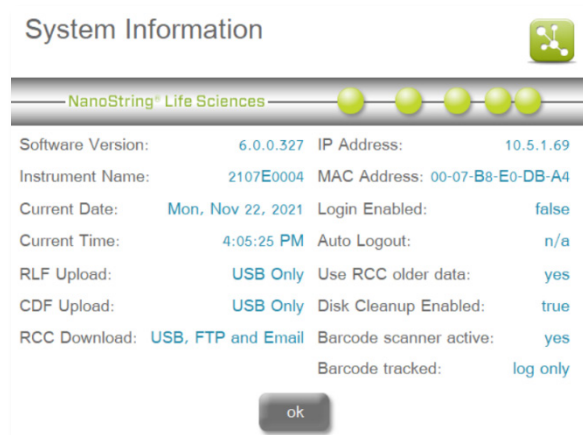 System Information
NanoString® Life Sciences
Software Version: 6.0.0.327 IP Address: 10.5.1.69
Instrument Name: 2107E0004 MAC Address: 00-07-B8-E0-DB-A4
Current Date: Mon, Nov 22, 2021 Login Enabled: false
Current Time: 4:05:25 PM Auto Logout: n/a
RLF Upload: USB Only Use RCC older data: yes
CDF Upload: USB Only Disk Cleanup Enabled: true
RCC Download: USB, FTP and Email Barcode scanner active: yes
Barcode tracked: log only
ok